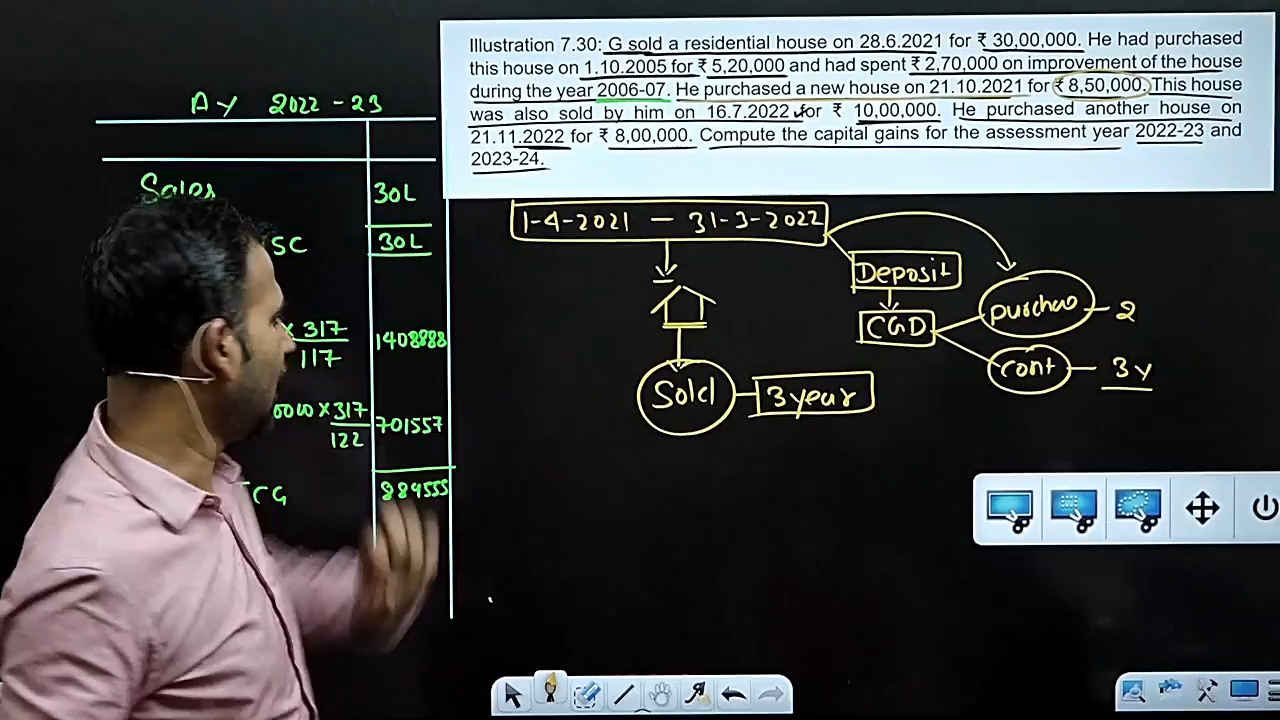 Illustration 7.30: G sold a residential house on 28.6.2021 for ₹ 30,00,000. He had purchased
this house on 1.10.2005 for ₹ 5,20,000 and had spent ₹ 2,70,000 on improvement of the house
during the year 2006-07. He purchased a new house on 21.10.2021 for ₹ 8,50,000. This house
was also sold by him on 16.7.2022 for ₹ 10,00,000. He purchased another house on
21.11.2022 for ₹ 8,00,000. Compute the capital gains for the assessment year 2022-23 and
2023-24.
AY 2022-23
Sales 30L
SC 30L
x 317 1408888
117
0000 x 317 701557
122
CG 884555
1-4-2021 — 31-3-2022
Deposit
CGD
purchao - 2
cont - 3 y
Sold 3 year